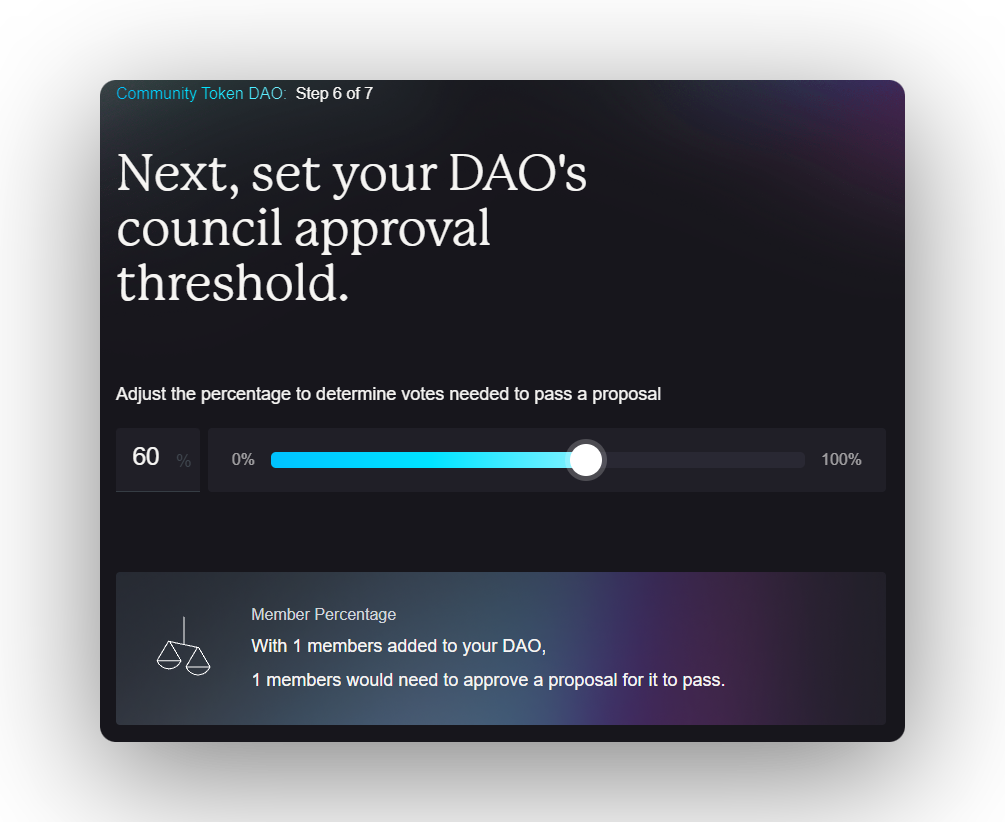 Community Token DAO: Step 6 of 7
Next, set your DAO's
council approval
threshold.
Adjust the percentage to determine votes needed to pass a proposal
60 %
0%
100%
Member Percentage
With 1 members added to your DAO,
1 members would need to approve a proposal for it to pass.